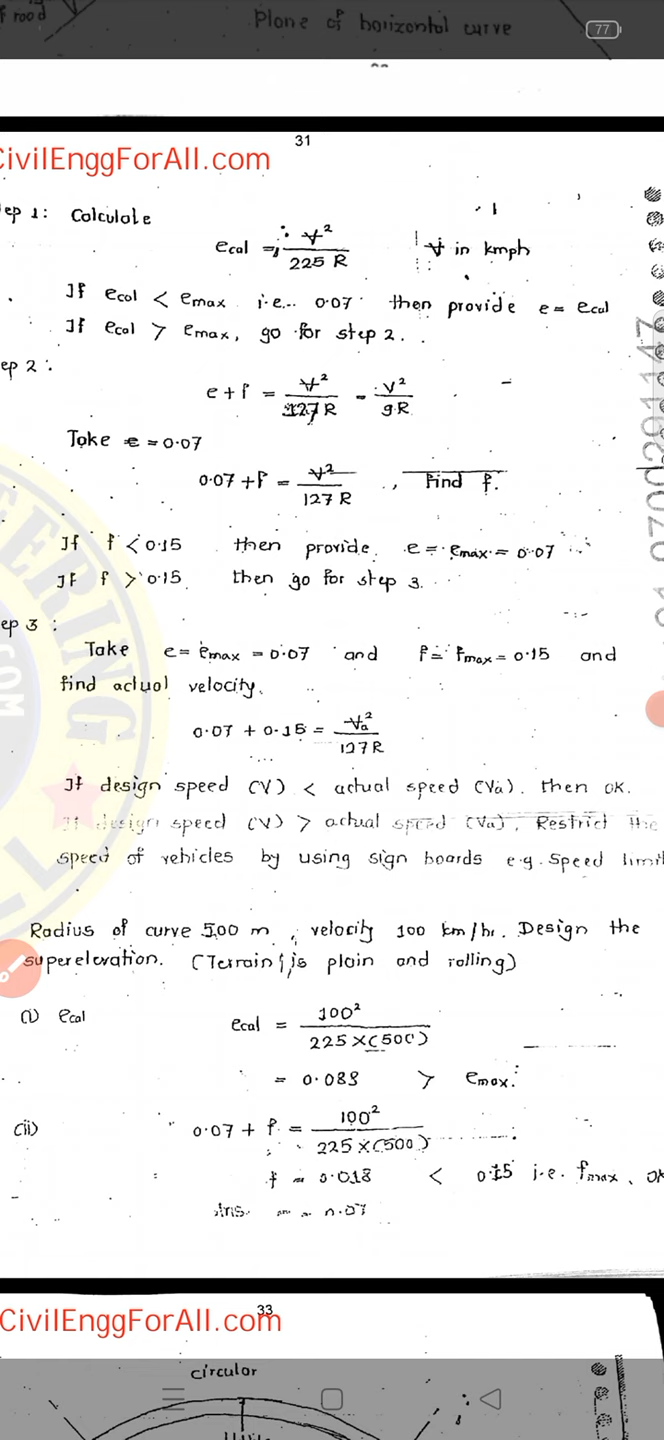 f rood
Plane of horizontal curve
77
31
CivilEnggForAll.com
ep 1: Calculate
ecal = V²/225 R | V in kmph
If ecal < emax i.e.. 0.07 then provide e = ecal
If ecal > emax, go for step 2.
ep 2 :
e + f = V²/127 R = V²/gR
Take e = 0.07
0.07 + f = V²/127 R , Find f.
If f < 0.15 then provide e = emax = 0.07
If f > 0.15 then go for step 3.
ep 3 :
Take e = emax = 0.07 and f = fmax = 0.15 and
find actual velocity.
0.07 + 0.15 = Va²/127 R
If design speed (V) < actual speed (Va). then OK.
If design speed (V) > actual speed (Va), Restrict the
speed of vehicles by using sign boards e.g. Speed limit
Radius of curve 500 m , velocity 100 km/hr. Design the
superelevation. (Terrain is plain and rolling)
(i) ecal ecal = 100²/225 X (500)
= 0.088 > emax.
(ii) 0.07 + f = 100²/225 X (500)
f = 0.018 < 0.15 i.e. fmax , OK
Ans. = 0.07
33
CivilEnggForAll.com
circular
ERING
COM